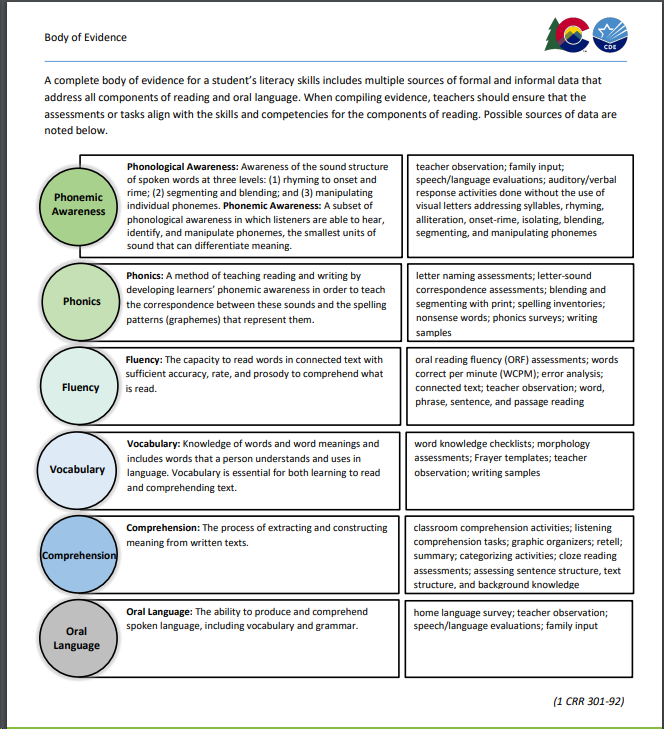 Body of Evidence
CDE
A complete body of evidence for a student's literacy skills includes multiple sources of formal and informal data that
address all components of reading and oral language. When compiling evidence, teachers should ensure that the
assessments or tasks align with the skills and competencies for the components of reading. Possible sources of data are
noted below.
Phonemic
Awareness
Phonological Awareness: Awareness of the sound structure
of spoken words at three levels: (1) rhyming to onset and
rime; (2) segmenting and blending; and (3) manipulating
individual phonemes. Phonemic Awareness: A subset of
phonological awareness in which listeners are able to hear,
identify, and manipulate phonemes, the smallest units of
sound that can differentiate meaning.
teacher observation; family input;
speech/language evaluations; auditory/verbal
response activities done without the use of
visual letters addressing syllables, rhyming,
alliteration, onset-rime, isolating, blending,
segmenting, and manipulating phonemes
Phonics
Phonics: A method of teaching reading and writing by
developing learners' phonemic awareness in order to teach
the correspondence between these sounds and the spelling
patterns (graphemes) that represent them.
letter naming assessments; letter-sound
correspondence assessments; blending and
segmenting with print; spelling inventories;
nonsense words; phonics surveys; writing
samples
Fluency
Fluency: The capacity to read words in connected text with
sufficient accuracy, rate, and prosody to comprehend what
is read.
oral reading fluency (ORF) assessments; words
correct per minute (WCPM); error analysis;
connected text; teacher observation; word,
phrase, sentence, and passage reading
Vocabulary
Vocabulary: Knowledge of words and word meanings and
includes words that a person understands and uses in
language. Vocabulary is essential for both learning to read
and comprehending text.
word knowledge checklists; morphology
assessments; Frayer templates; teacher
observation; writing samples
Comprehension
Comprehension: The process of extracting and constructing
meaning from written texts.
classroom comprehension activities; listening
comprehension tasks; graphic organizers; retell;
summary; categorizing activities; cloze reading
assessments; assessing sentence structure, text
structure, and background knowledge
Oral
Language
Oral Language: The ability to produce and comprehend
spoken language, including vocabulary and grammar.
home language survey; teacher observation;
speech/language evaluations; family input
(1 CRR 301-92)